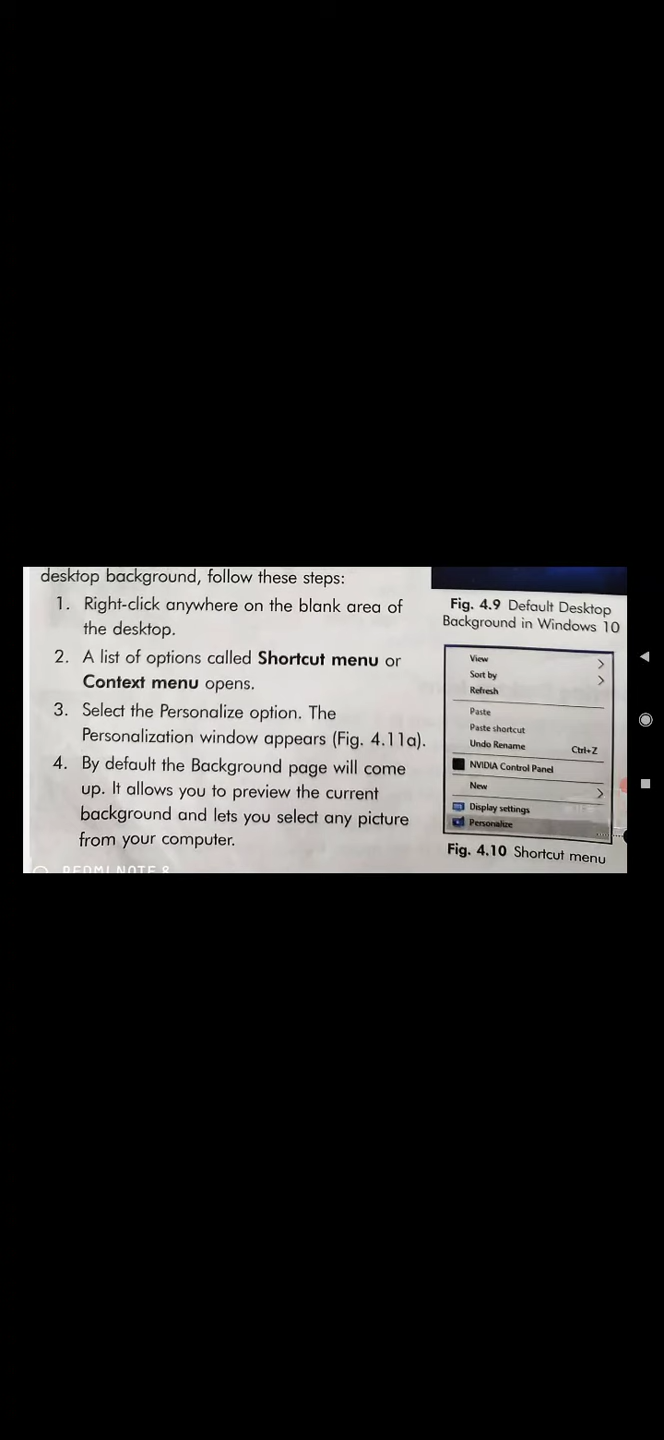 desktop background, follow these steps:
1. Right-click anywhere on the blank area of
the desktop.
2. A list of options called Shortcut menu or
Context menu opens.
3. Select the Personalize option. The
Personalization window appears (Fig. 4.11a).
4. By default the Background page will come
up. It allows you to preview the current
background and lets you select any picture
from your computer.
REDMI NOTE 8
Fig. 4.9 Default Desktop
Background in Windows 10
View
Sort by
Refresh
Paste
Paste shortcut
Undo Rename Ctrl+Z
NVIDIA Control Panel
New
Display settings
Personalize
Fig. 4.10 Shortcut menu